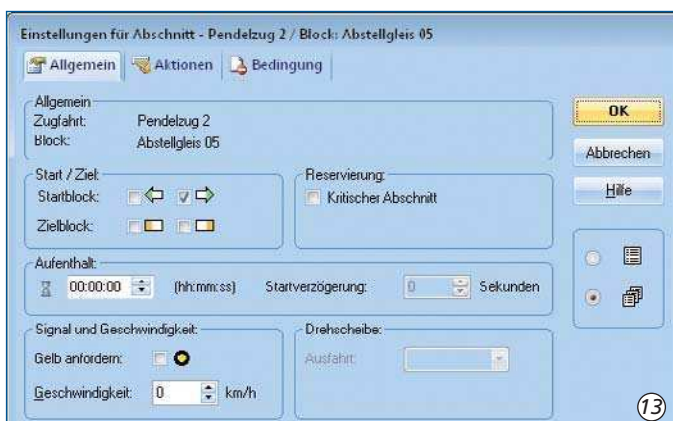 Einstellungen für Abschnitt - Pendelzug 2 / Block: Abstellgleis 05
Allgemein Aktionen Bedingung
Allgemein
Zugfahrt: Pendelzug 2
Block: Abstellgleis 05
OK
Abbrechen
Hilfe
Start / Ziel:
Startblock:
Zielblock:
Reservierung:
Kritischer Abschnitt
Aufenthalt:
00:00:00 (hh:mm:ss) Startverzögerung: 0 Sekunden
Signal und Geschwindigkeit:
Gelb anfordern:
Geschwindigkeit: 0 km/h
Drehscheibe:
Ausfahrt:
13